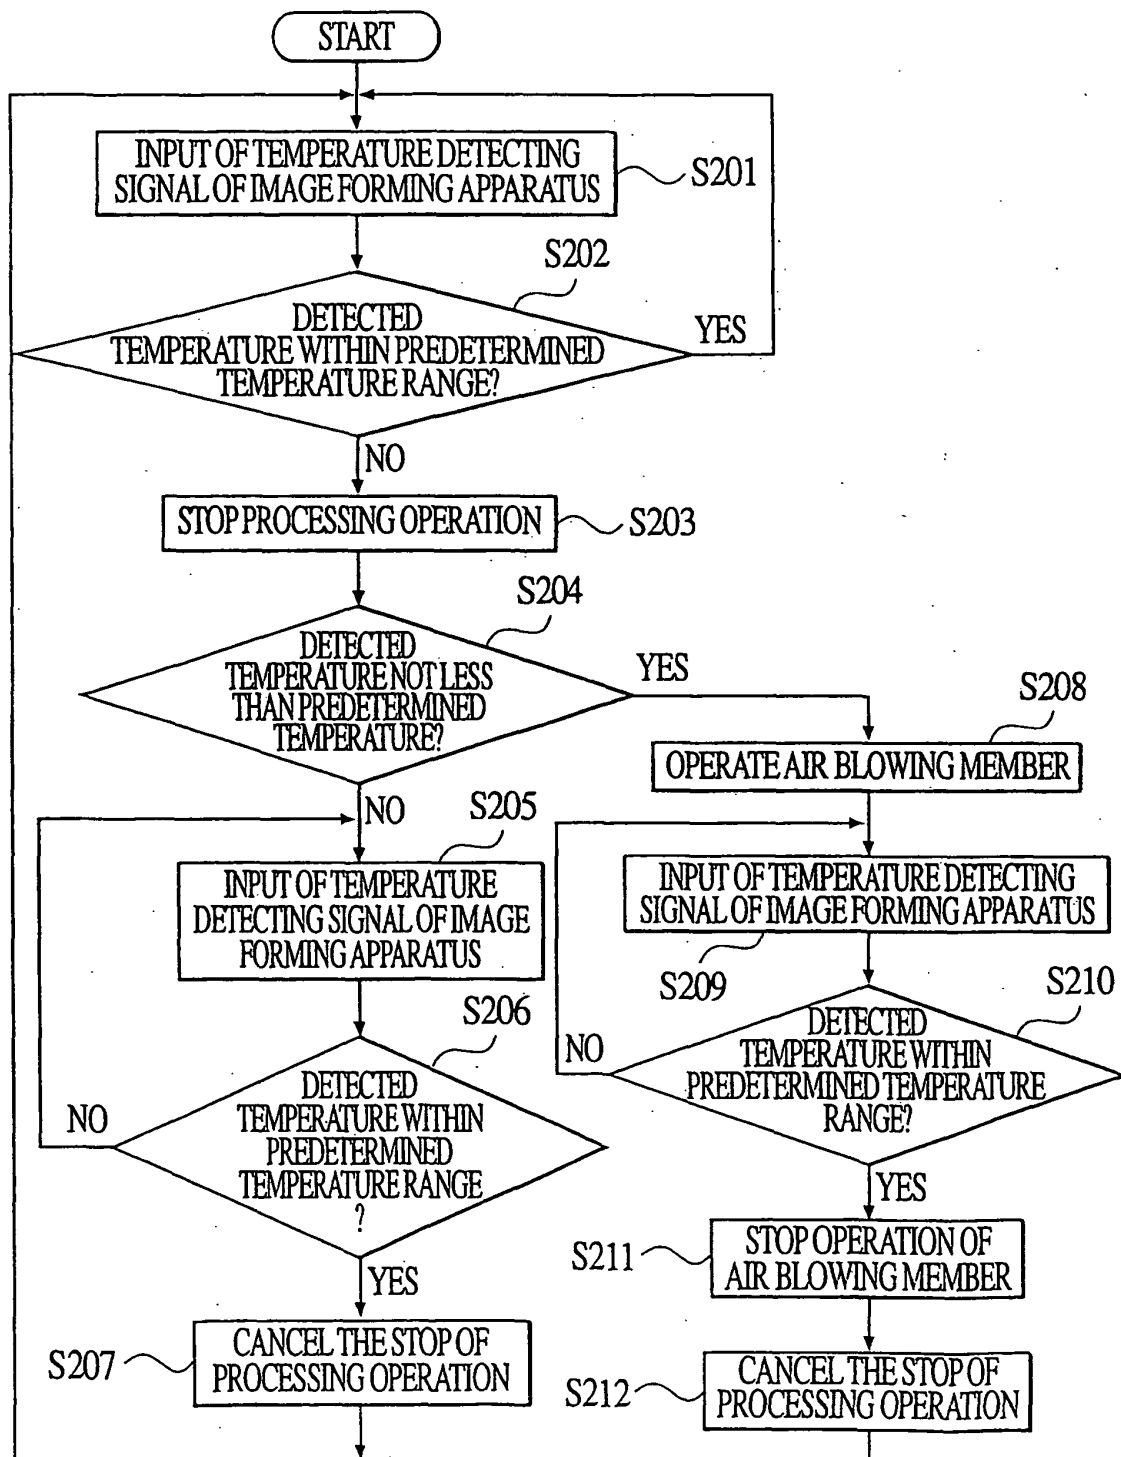 START
INPUT OF TEMPERATURE DETECTING
SIGNAL OF IMAGE FORMING APPARATUS
S201
S202
DETECTED
TEMPERATURE WITHIN PREDETERMINED
TEMPERATURE RANGE?
YES
NO
STOP PROCESSING OPERATION
S203
S204
DETECTED
TEMPERATURE NOT LESS
THAN PREDETERMINED
TEMPERATURE?
YES
NO
S205
INPUT OF TEMPERATURE
DETECTING SIGNAL OF IMAGE
FORMING APPARATUS
S206
DETECTED
TEMPERATURE WITHIN
PREDETERMINED
TEMPERATURE RANGE
?
NO
YES
S207
CANCEL THE STOP OF
PROCESSING OPERATION
S208
OPERATE AIR BLOWING MEMBER
INPUT OF TEMPERATURE DETECTING
SIGNAL OF IMAGE FORMING APPARATUS
S209
S210
DETECTED
TEMPERATURE WITHIN
PREDETERMINED TEMPERATURE
RANGE?
NO
YES
S211
STOP OPERATION OF
AIR BLOWING MEMBER
S212
CANCEL THE STOP OF
PROCESSING OPERATION